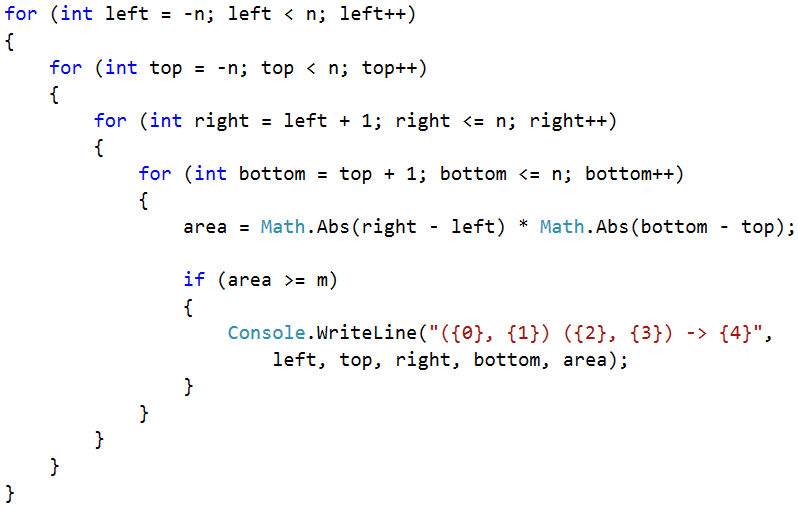 for (int left = -n; left < n; left++)
{
    for (int top = -n; top < n; top++)
    {
        for (int right = left + 1; right <= n; right++)
        {
            for (int bottom = top + 1; bottom <= n; bottom++)
            {
                area = Math.Abs(right - left) * Math.Abs(bottom - top);

                if (area >= m)
                {
                    Console.WriteLine("({0}, {1}) ({2}, {3}) -> {4}",
                        left, top, right, bottom, area);
                }
            }
        }
    }
}